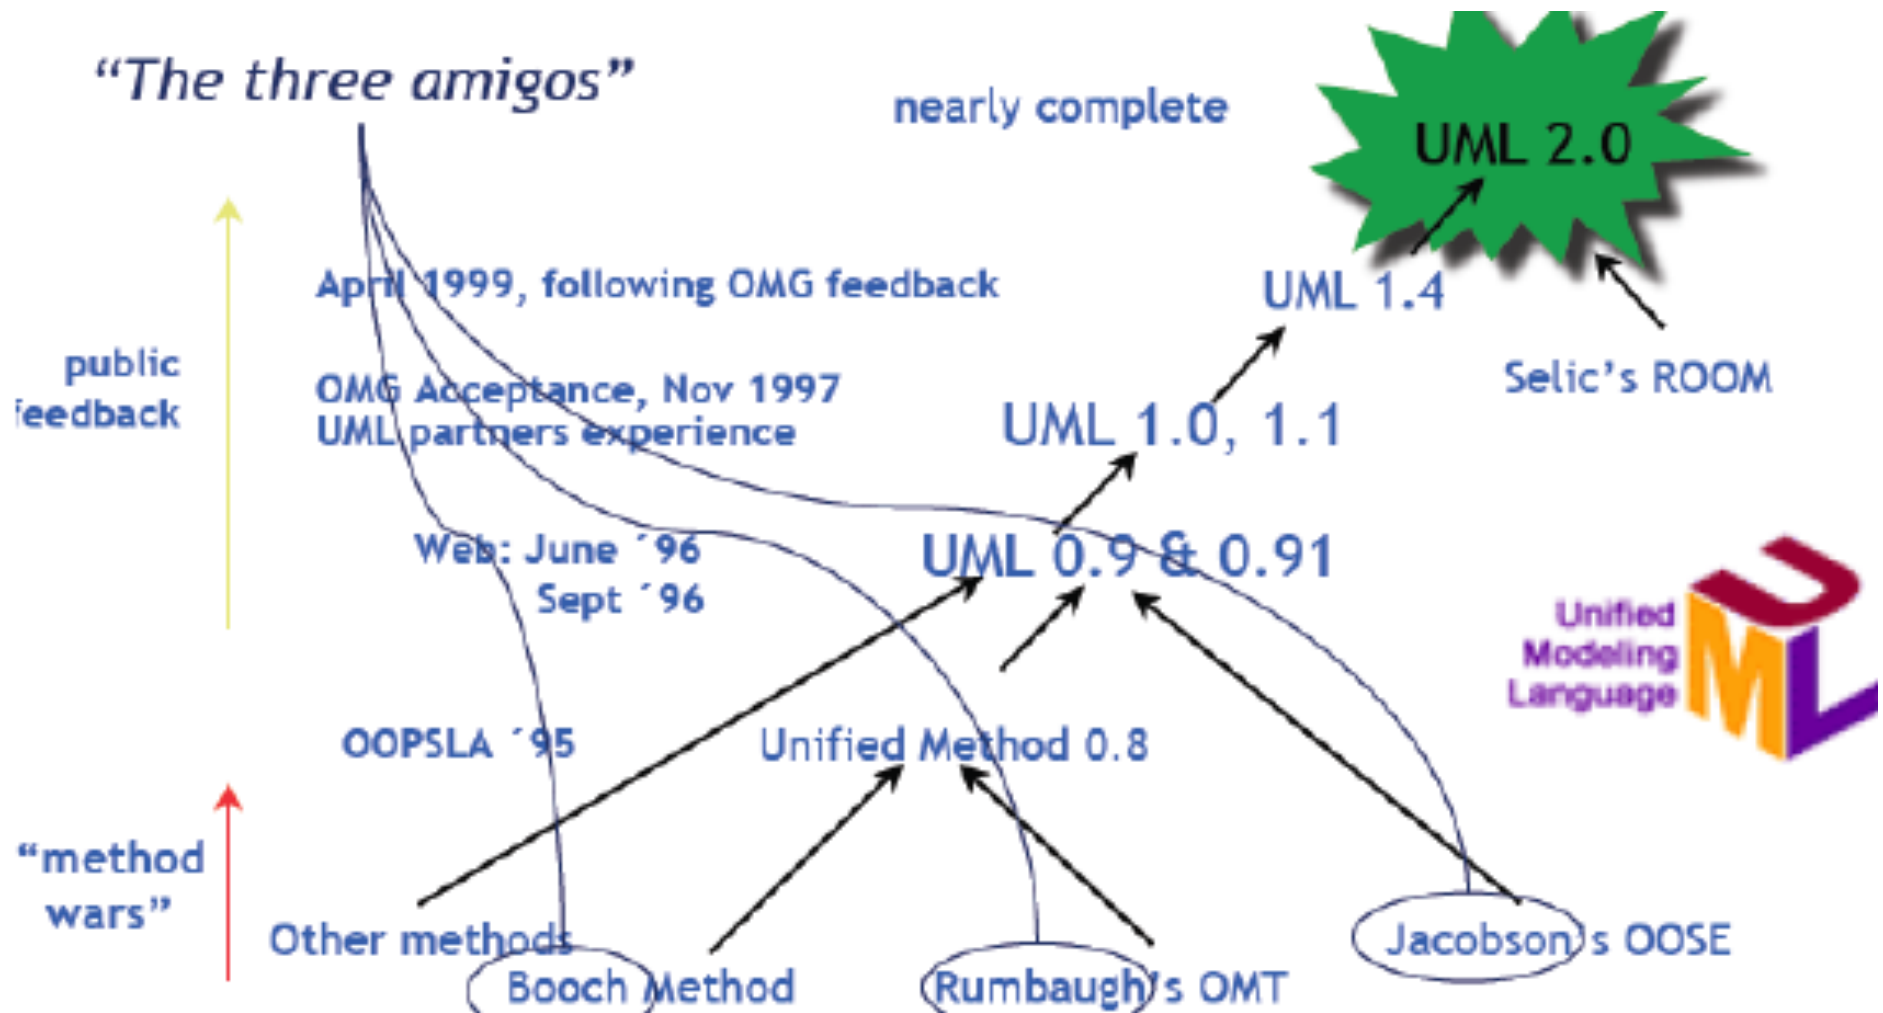 “The three amigos”
nearly complete
UML 2.0
April 1999, following OMG feedback
UML 1.4
public
feedback
OMG Acceptance, Nov 1997
UML partners experience
UML 1.0, 1.1
Selic’s ROOM
Web: June ´96
Sept ´96
UML 0.9 & 0.91
Unified
Modeling
Language
UML
OOPSLA ´95
Unified Method 0.8
“method
wars”
Other methods
Booch Method
Rumbaugh’s OMT
Jacobson’s OOSE